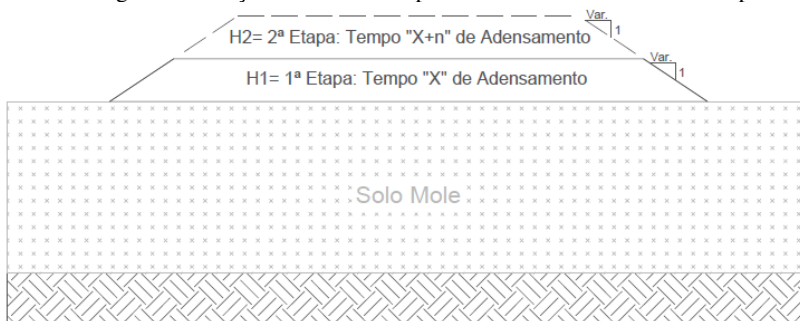 Var.
1
H2= 2ª Etapa: Tempo "X+n" de Adensamento
Var.
1
H1= 1ª Etapa: Tempo "X" de Adensamento
Solo Mole